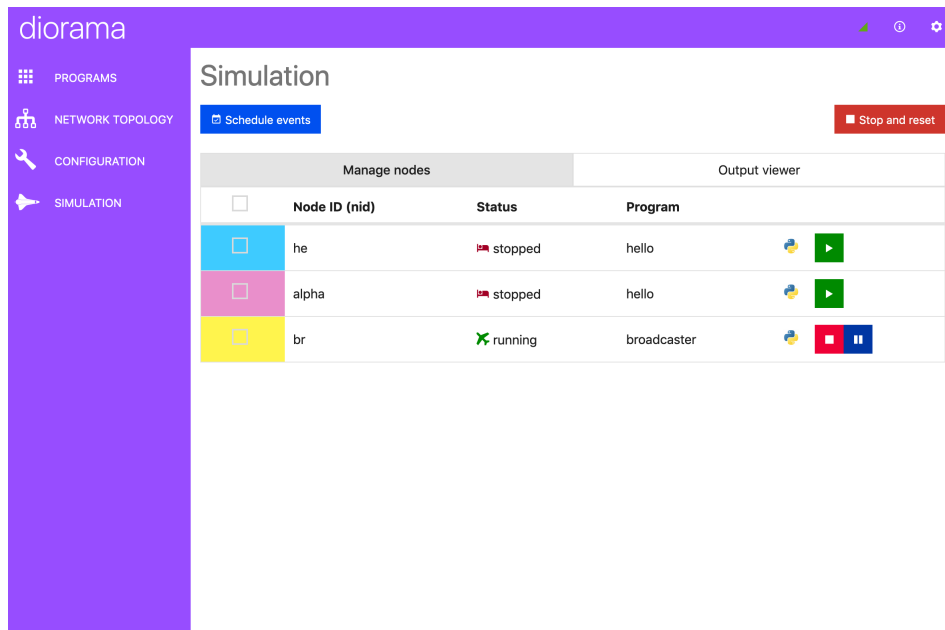 diorama
PROGRAMS
NETWORK TOPOLOGY
CONFIGURATION
SIMULATION
Simulation
Schedule events
Stop and reset
Manage nodes
Output viewer
Node ID (nid) Status Program
he stopped hello
alpha stopped hello
br running broadcaster